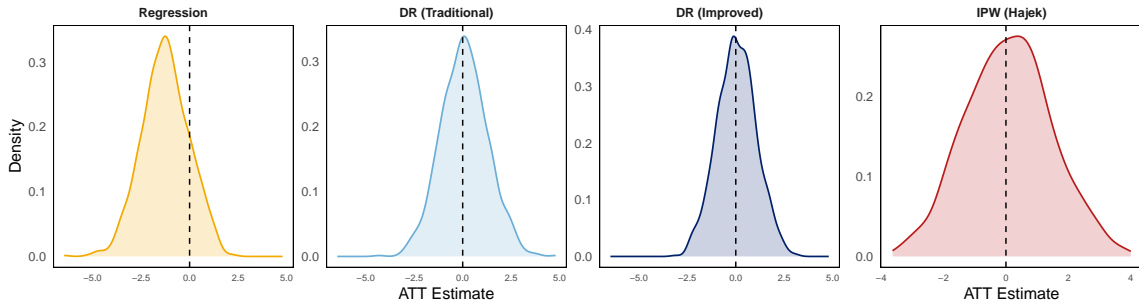 Regression
DR (Traditional)
DR (Improved)
IPW (Hajek)
Density
0.3
0.2
0.1
0.0
−5.0 −2.5 0.0 2.5 5.0
0.3
0.2
0.1
0.0
−5.0 −2.5 0.0 2.5 5.0
0.4
0.3
0.2
0.1
0.0
−5.0 −2.5 0.0 2.5 5.0
0.2
0.1
0.0
−4 −2 0 2 4
ATT Estimate
ATT Estimate
ATT Estimate